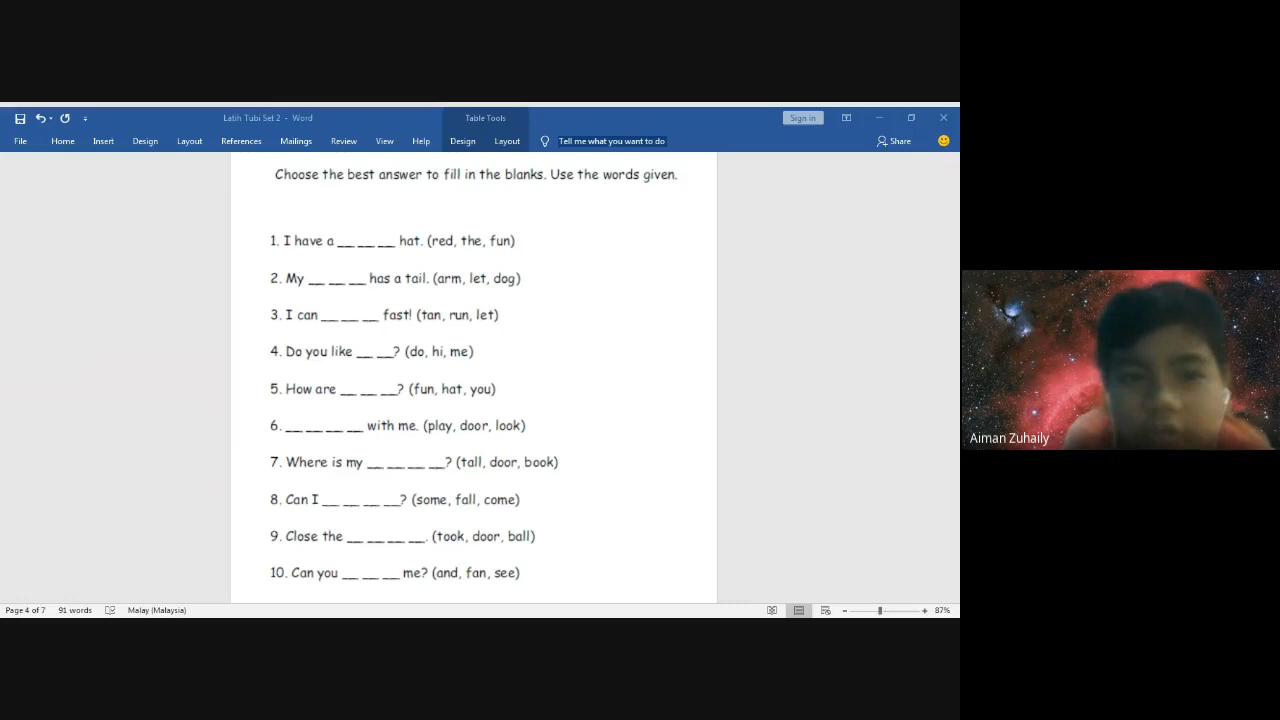 Latih Tubi Set 2 - Word
Table Tools
Sign in
File Home Insert Design Layout References Mailings Review View Help Design Layout Tell me what you want to do Share
Choose the best answer to fill in the blanks. Use the words given.
1. I have a __ __ __ hat. (red, the, fun)
2. My __ __ __ has a tail. (arm, let, dog)
3. I can __ __ __ fast! (tan, run, let)
4. Do you like __ __? (do, hi, me)
5. How are __ __ __? (fun, hat, you)
6. __ __ __ __ with me. (play, door, look)
7. Where is my __ __ __ __? (tall, door, book)
8. Can I __ __ __ __? (some, fall, come)
9. Close the __ __ __ __. (took, door, ball)
10. Can you __ __ __ me? (and, fan, see)
Page 4 of 7 91 words Malay (Malaysia) 87%
Aiman Zuhaily